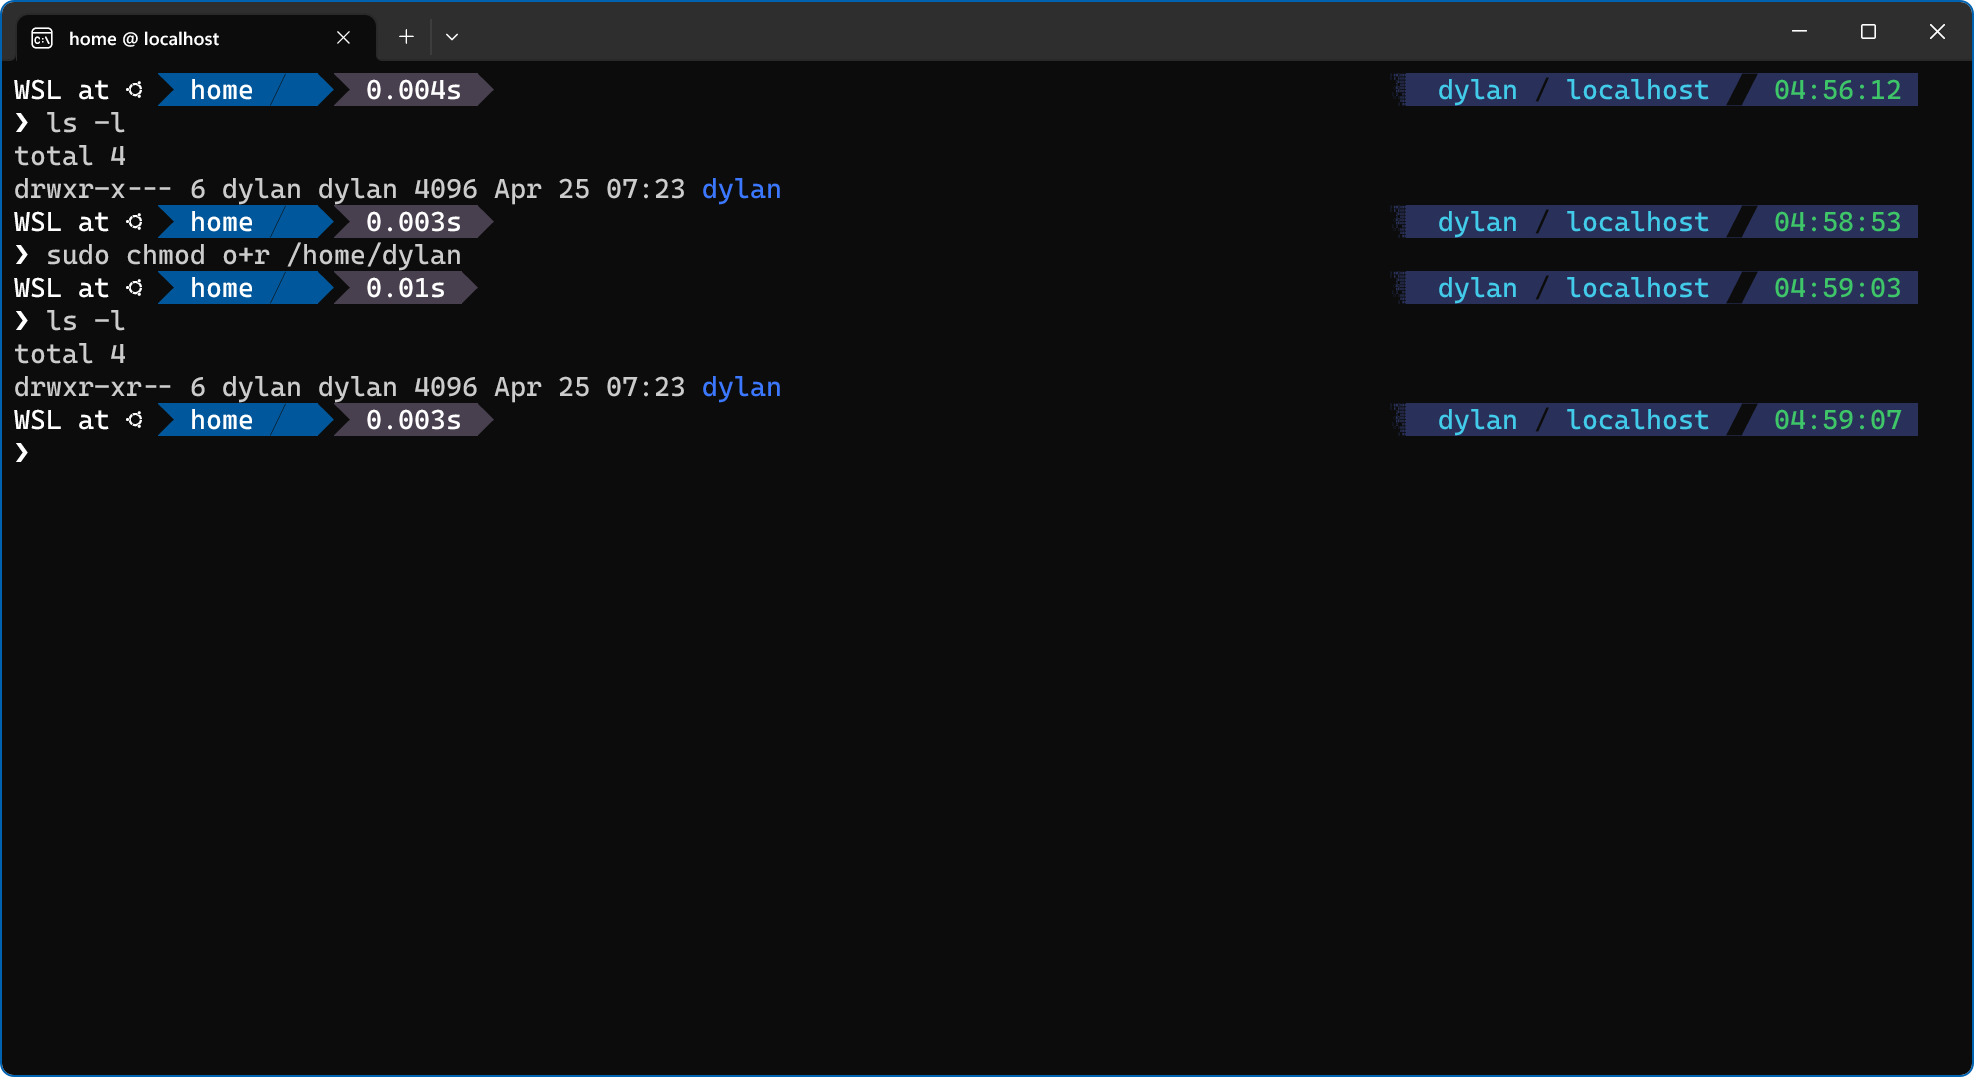 home @ localhost
WSL at home 0.004s dylan / localhost 04:56:12
❯ ls -l
total 4
drwxr-x--- 6 dylan dylan 4096 Apr 25 07:23 dylan
WSL at home 0.003s dylan / localhost 04:58:53
❯ sudo chmod o+r /home/dylan
WSL at home 0.01s dylan / localhost 04:59:03
❯ ls -l
total 4
drwxr-xr-- 6 dylan dylan 4096 Apr 25 07:23 dylan
WSL at home 0.003s dylan / localhost 04:59:07
❯